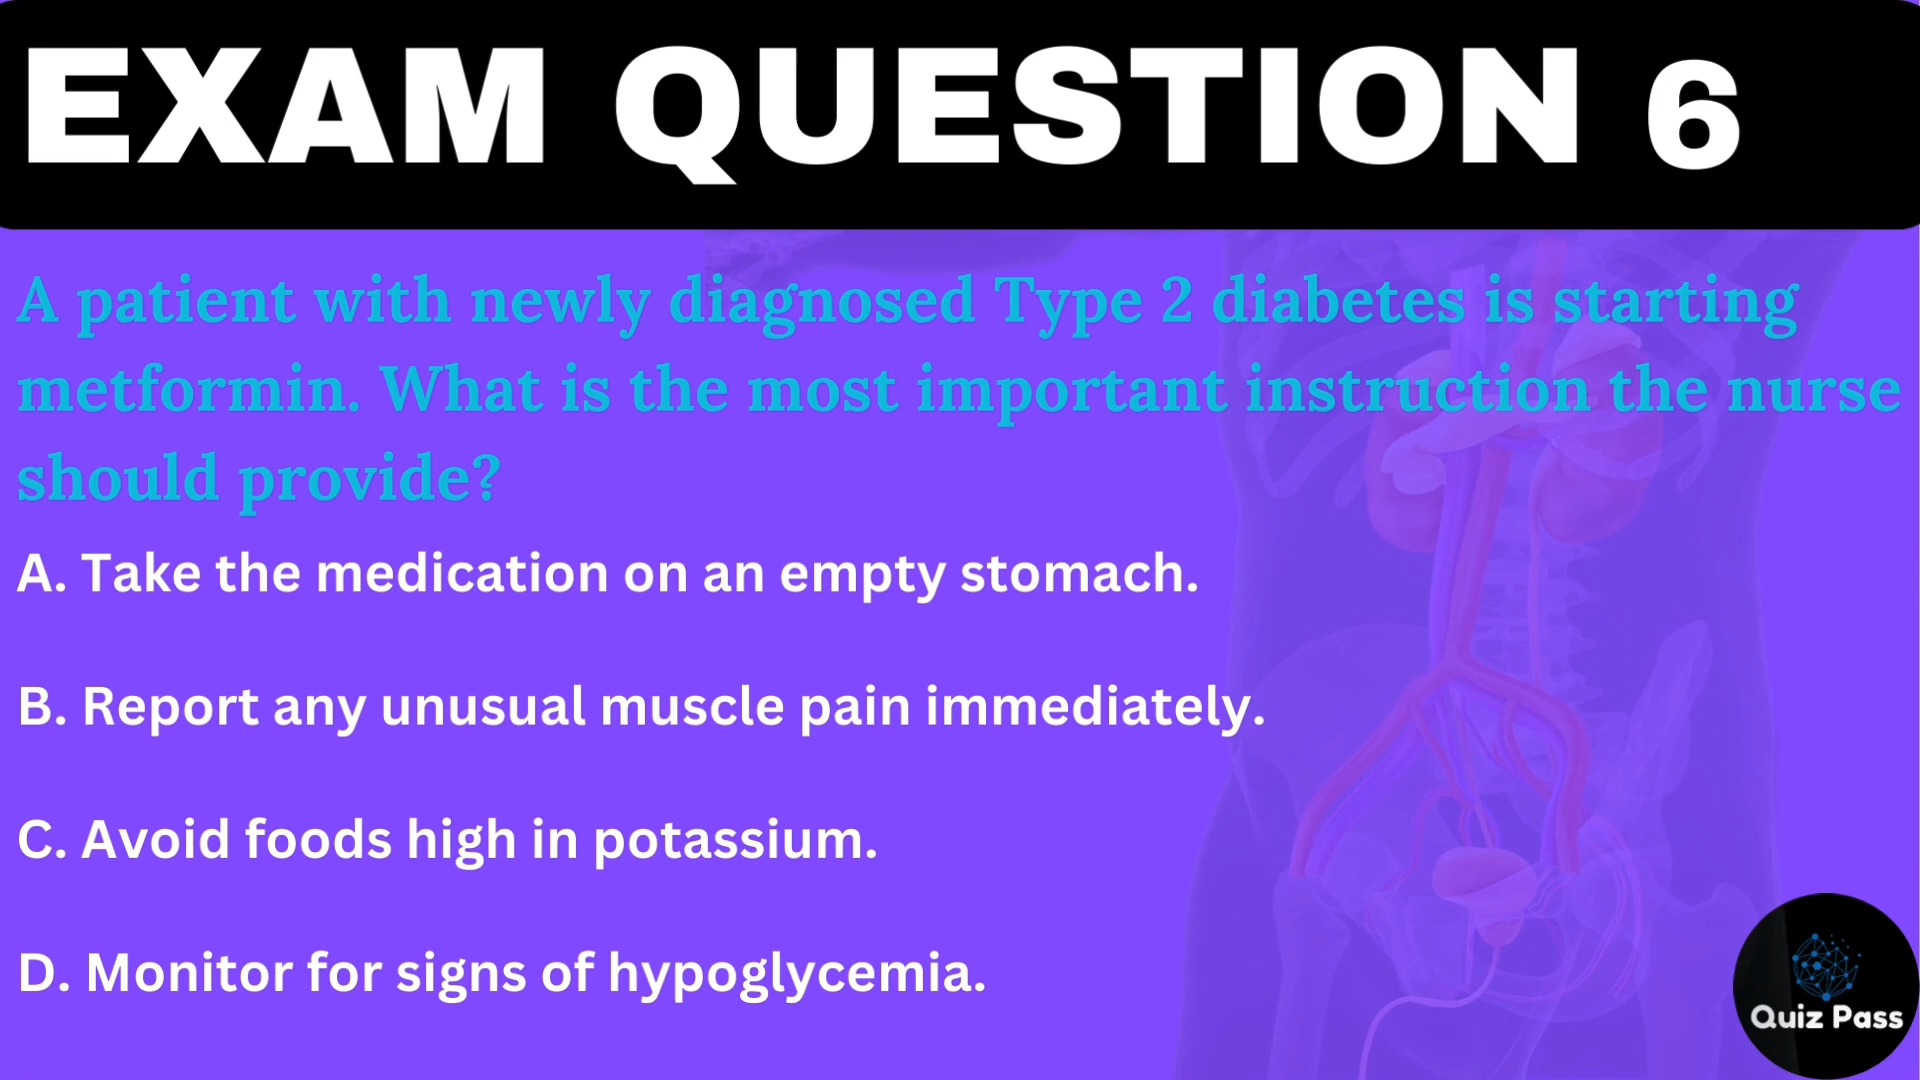 EXAM QUESTION 6
A patient with newly diagnosed Type 2 diabetes is starting
metformin. What is the most important instruction the nurse
should provide?
A. Take the medication on an empty stomach.
B. Report any unusual muscle pain immediately.
C. Avoid foods high in potassium.
D. Monitor for signs of hypoglycemia.
Quiz Pass